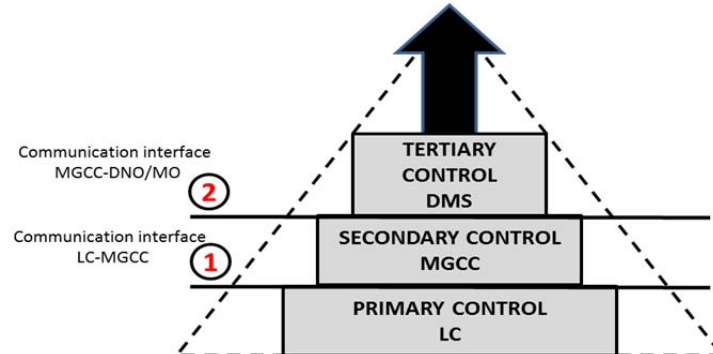 TERTIARY
CONTROL
DMS
Communication interface
MGCC-DNO/MO
2
SECONDARY CONTROL
MGCC
Communication interface
LC-MGCC
1
PRIMARY CONTROL
LC